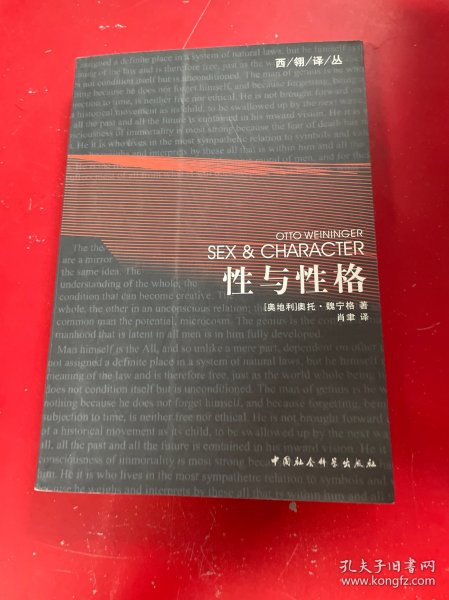 西/翎/译/丛
assigned a definite place in a system of natural laws, but he himself is
meaning of the law and is therefore free, just as the w
condition itself but is unconditioned. The man of genius is we w
thing because he does not forget himself, and because forgetting, being
jection to time, is neither free nor ethical. He is not brought forward
a historical movement as its child, to be swallowed up by the next
all the past and all the future is contained in his inward vision. He
sciousness of immortality is most strong because the fear of death has
He it is who lives in the most sympathetic relation to symbols and val
interprets by these all that is within him and all
OTTO WEININGER
SEX & CHARACTER
性与性格
[奥地利]奥托·魏宁格 著
肖聿 译
The the
are a mirror
the same idea. The
understanding of the whole, the
condition that can become creative. T
whole, the other in an unconscious relation;
common man the potential, microcosm. The genius is the
manhood that is latent in all men is in him fully developed.
Man himself is the All, and so unlike a mere part, dependent on other
not assigned a definite place in a system of natural laws, but he himself
meaning of the law and is therefore free, just as the world whole being
does not condition itself but is unconditioned. The man of genius is
nothing because he does not forget himself, and because forgetting, being
subjection to time, is neither free nor ethical. He is not brought forward
of a historical movement as its child, to be swallowed up by the next wa
all, all the past and all the future is contained in his inward vision
consciousness of immortality is most strong because
him. He it is who lives in the most sympathetic relation to symbols and
he weighs and interprets by these all that is within him and all
中国社会科学出版社
孔夫子旧书网
www.kongfz.com